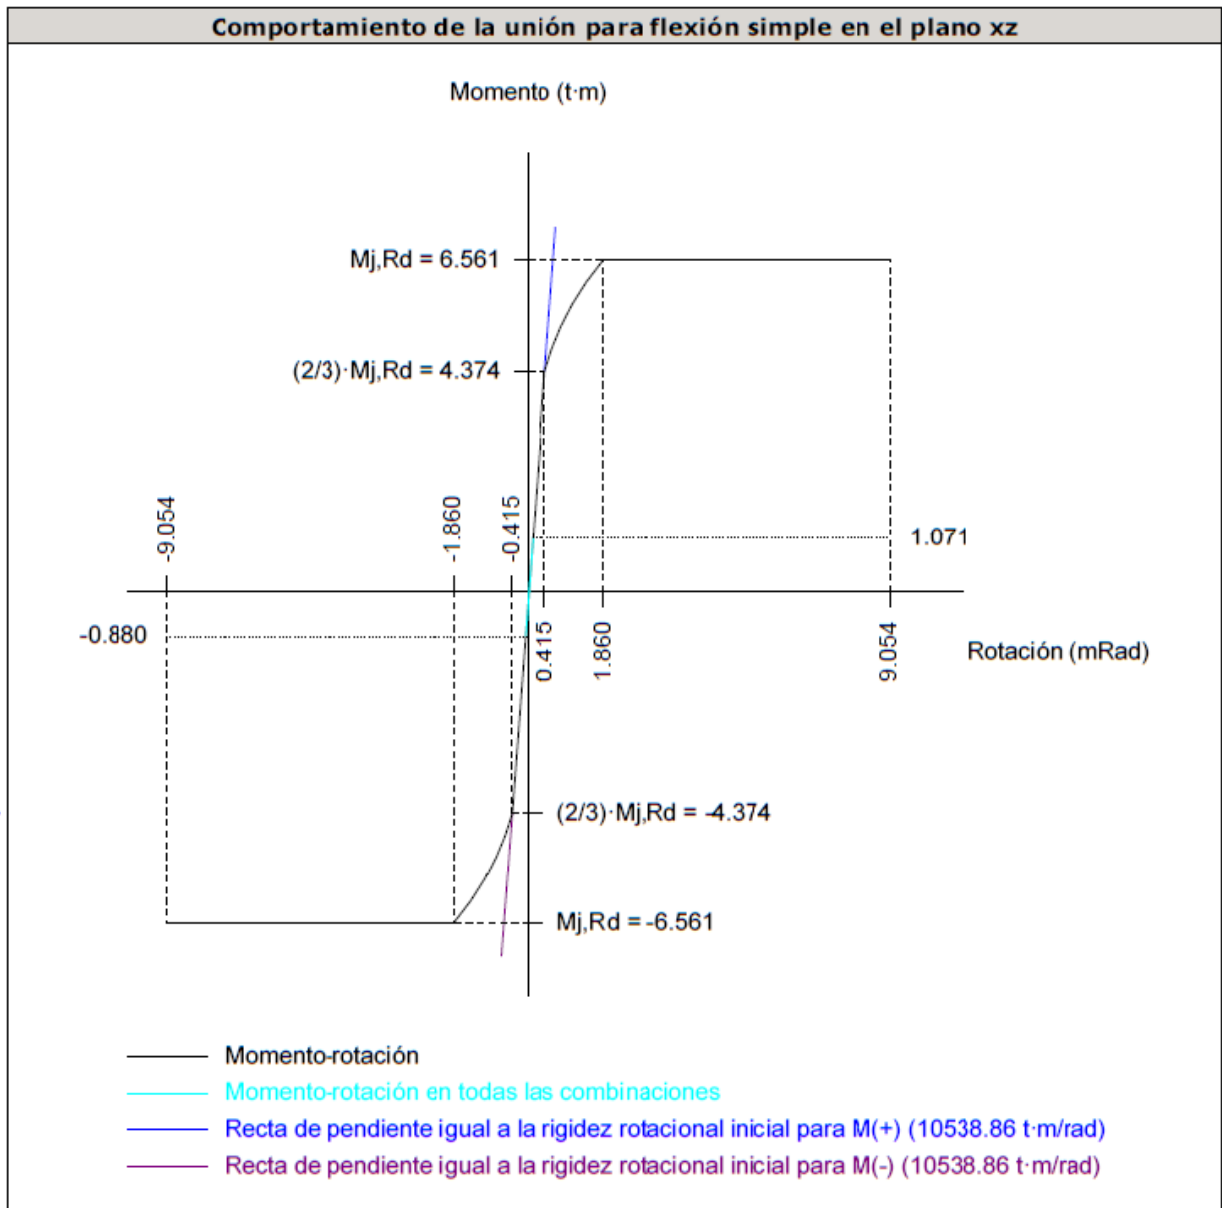 Comportamiento de la unión para flexión simple en el plano xz
Momento (t·m)
Mj,Rd = 6.561
(2/3)·Mj,Rd = 4.374
-9.054
-1.860
-0.415
1.071
-0.880
0.415
1.860
9.054
Rotación (mRad)
(2/3)·Mj,Rd = -4.374
Mj,Rd = -6.561
Momento-rotación
Momento-rotación en todas las combinaciones
Recta de pendiente igual a la rigidez rotacional inicial para M(+) (10538.86 t·m/rad)
Recta de pendiente igual a la rigidez rotacional inicial para M(-) (10538.86 t·m/rad)